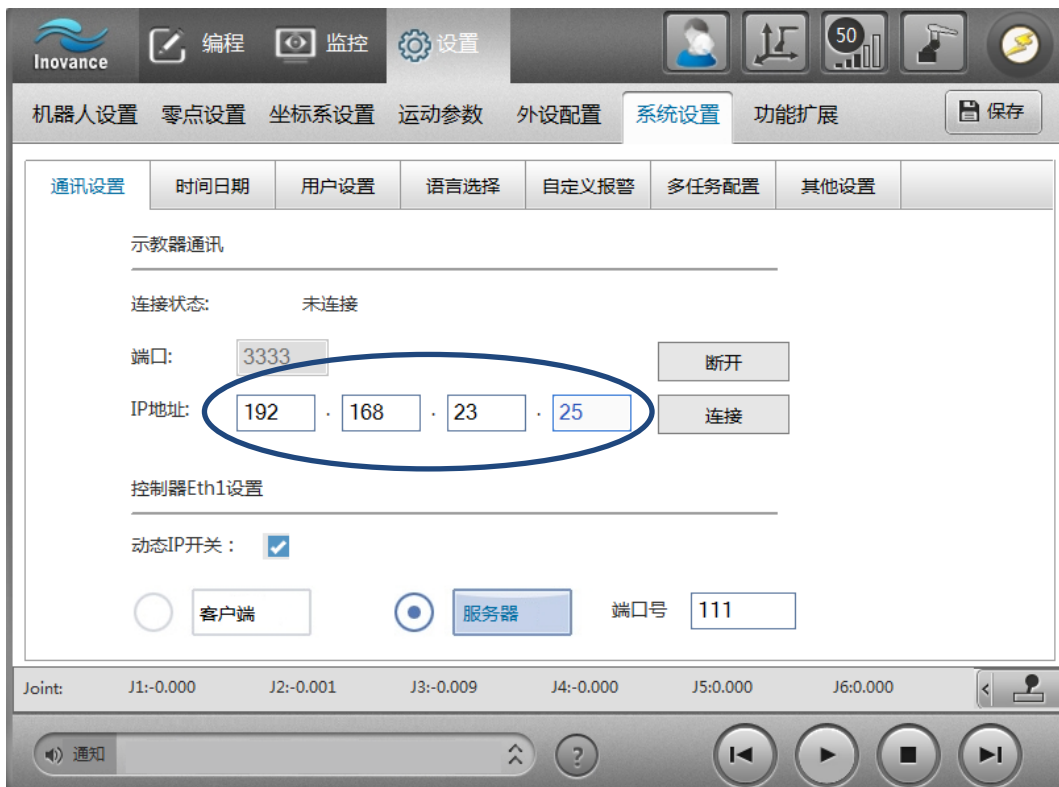 Inovance 编程 监控 设置 50
机器人设置 零点设置 坐标系设置 运动参数 外设配置 系统设置 功能扩展 保存
通讯设置 时间日期 用户设置 语言选择 自定义报警 多任务配置 其他设置
示教器通讯
连接状态: 未连接
端口: 3333 断开
IP地址: 192 . 168 . 23 . 25 连接
控制器Eth1设置
动态IP开关：
客户端 服务器 端口号 111
Joint: J1:-0.000 J2:-0.001 J3:-0.009 J4:-0.000 J5:0.000 J6:0.000
通知 ?